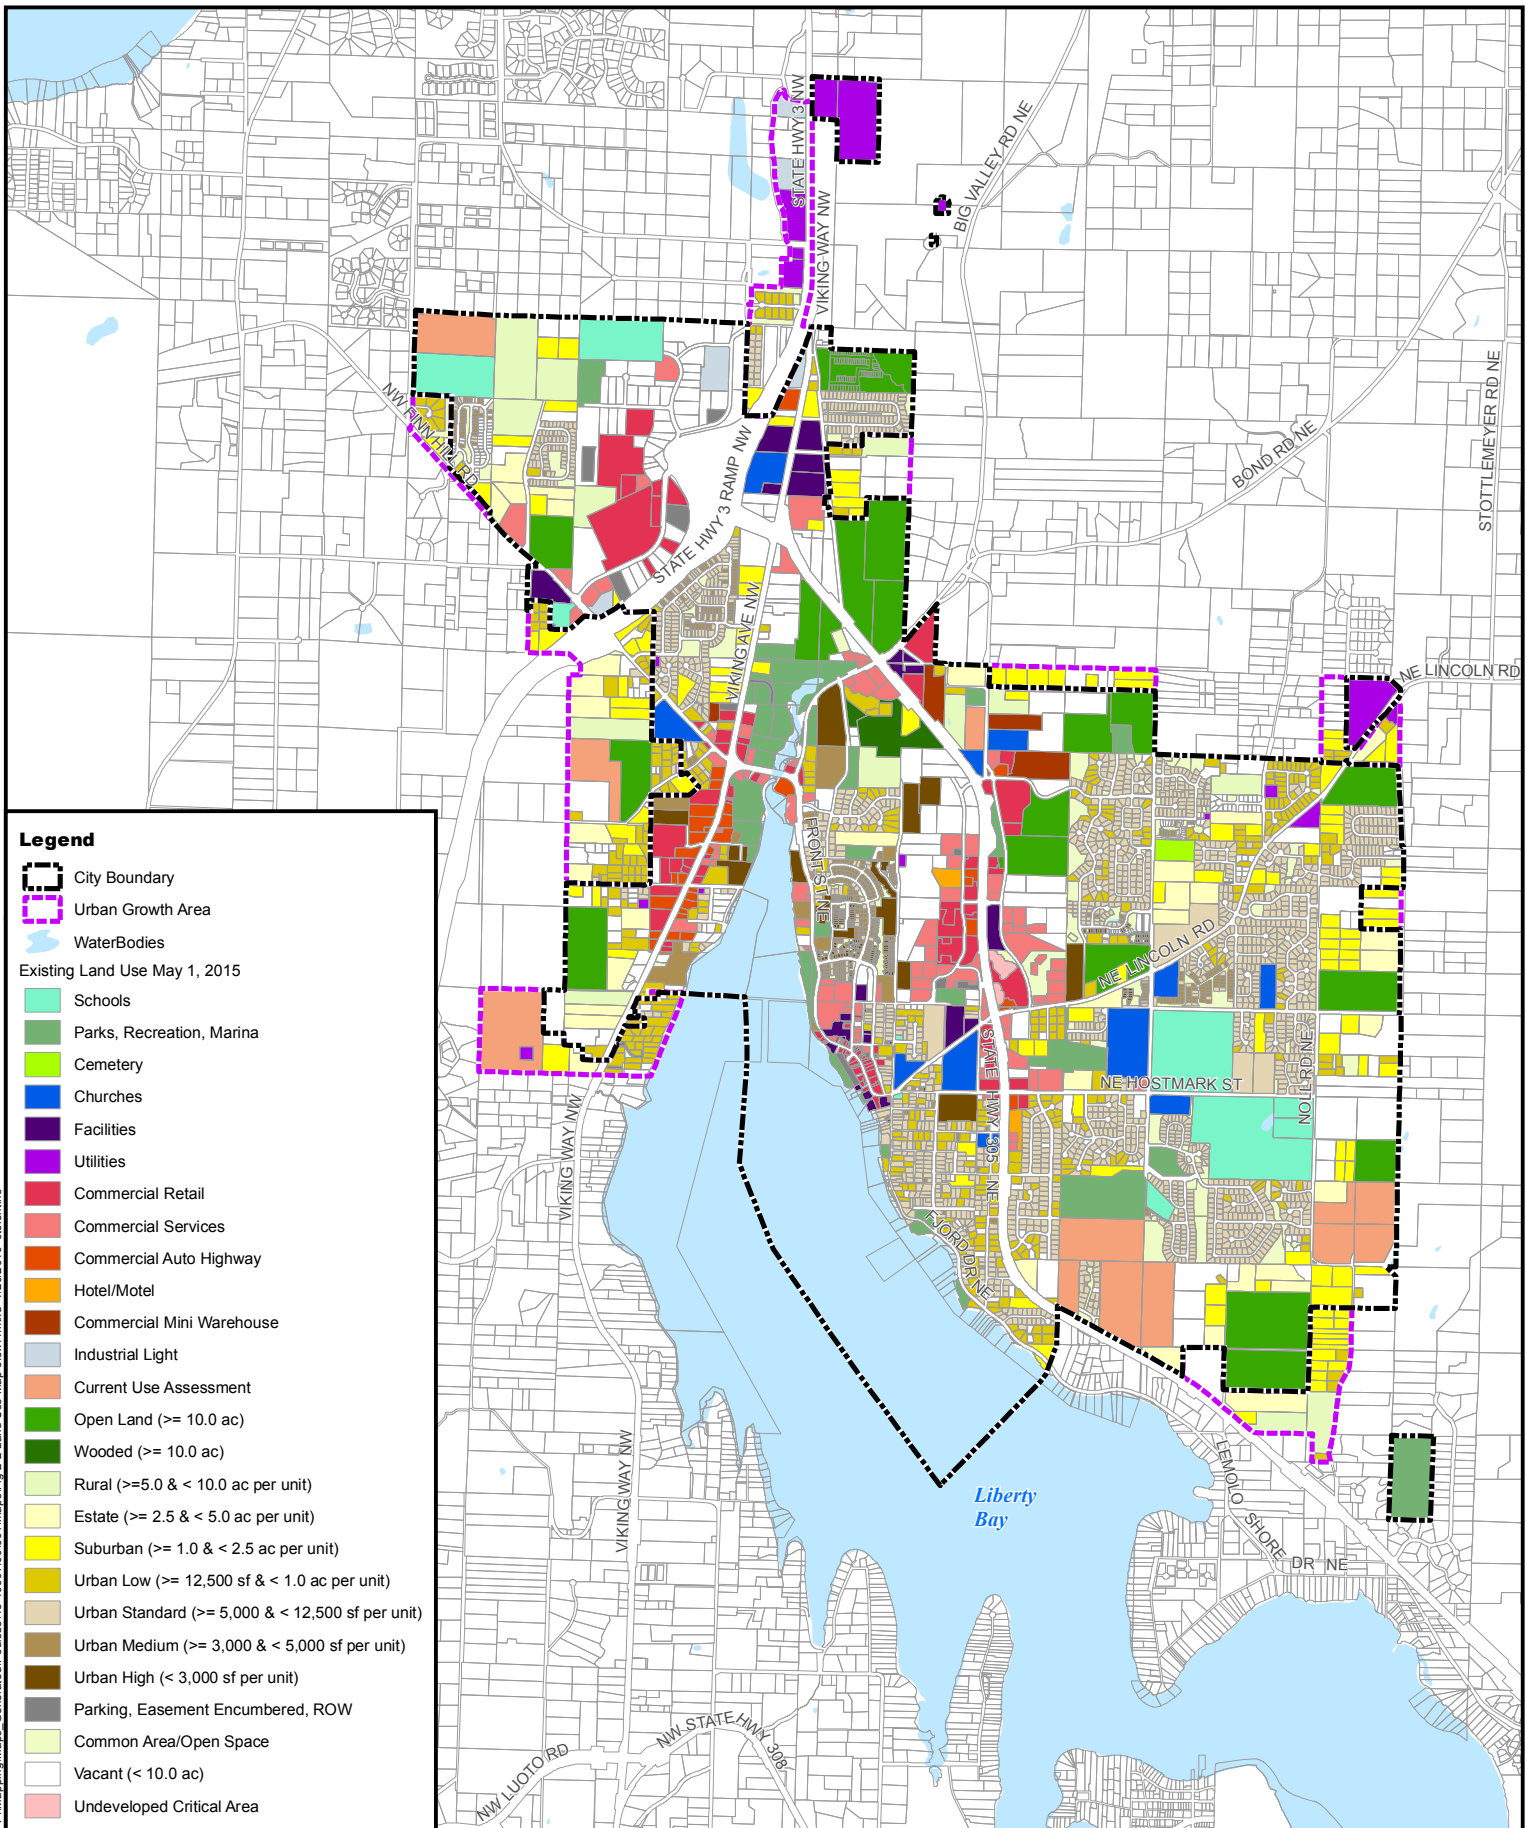 STATE HWY 3 NW
VIKING WAY NW
BIG VALLEY RD NE
STOTTLEMEYER RD NE
BOND RD NE
NW FINN HILL RD
STATE HWY 3 RAMP NW
VIKING AVE NW
NE LINCOLN RD
FRONT ST NE
NE LINCOLN RD
STATE HWY 305 NE
NE HOSTMARK ST
NOLL RD NE
VIKING WAY NW
FJORD DR NE
VIKING WAY NW
LEMOLO SHORE DR NE
Liberty
Bay
NW STATE HWY 308
NW LUOTO RD
Legend
City Boundary
Urban Growth Area
WaterBodies
Existing Land Use May 1, 2015
Schools
Parks, Recreation, Marina
Cemetery
Churches
Facilities
Utilities
Commercial Retail
Commercial Services
Commercial Auto Highway
Hotel/Motel
Commercial Mini Warehouse
Industrial Light
Current Use Assessment
Open Land (>= 10.0 ac)
Wooded (>= 10.0 ac)
Rural (>=5.0 & < 10.0 ac per unit)
Estate (>= 2.5 & < 5.0 ac per unit)
Suburban (>= 1.0 & < 2.5 ac per unit)
Urban Low (>= 12,500 sf & < 1.0 ac per unit)
Urban Standard (>= 5,000 & < 12,500 sf per unit)
Urban Medium (>= 3,000 & < 5,000 sf per unit)
Urban High (< 3,000 sf per unit)
Parking, Easement Encumbered, ROW
Common Area/Open Space
Vacant (< 10.0 ac)
Undeveloped Critical Area